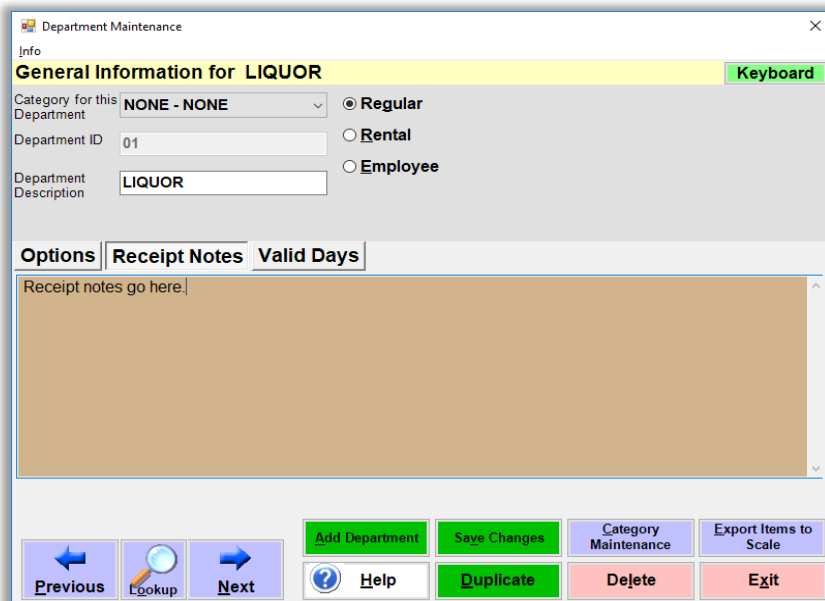 Department Maintenance
Info
General Information for LIQUOR
Keyboard
Category for this
Department
NONE - NONE
Regular
Department ID
01
Rental
Employee
Department
Description
LIQUOR
Options
Receipt Notes
Valid Days
Receipt notes go here.
Add Department
Save Changes
Category
Maintenance
Export Items to
Scale
Previous
Lookup
Next
Help
Duplicate
Delete
Exit